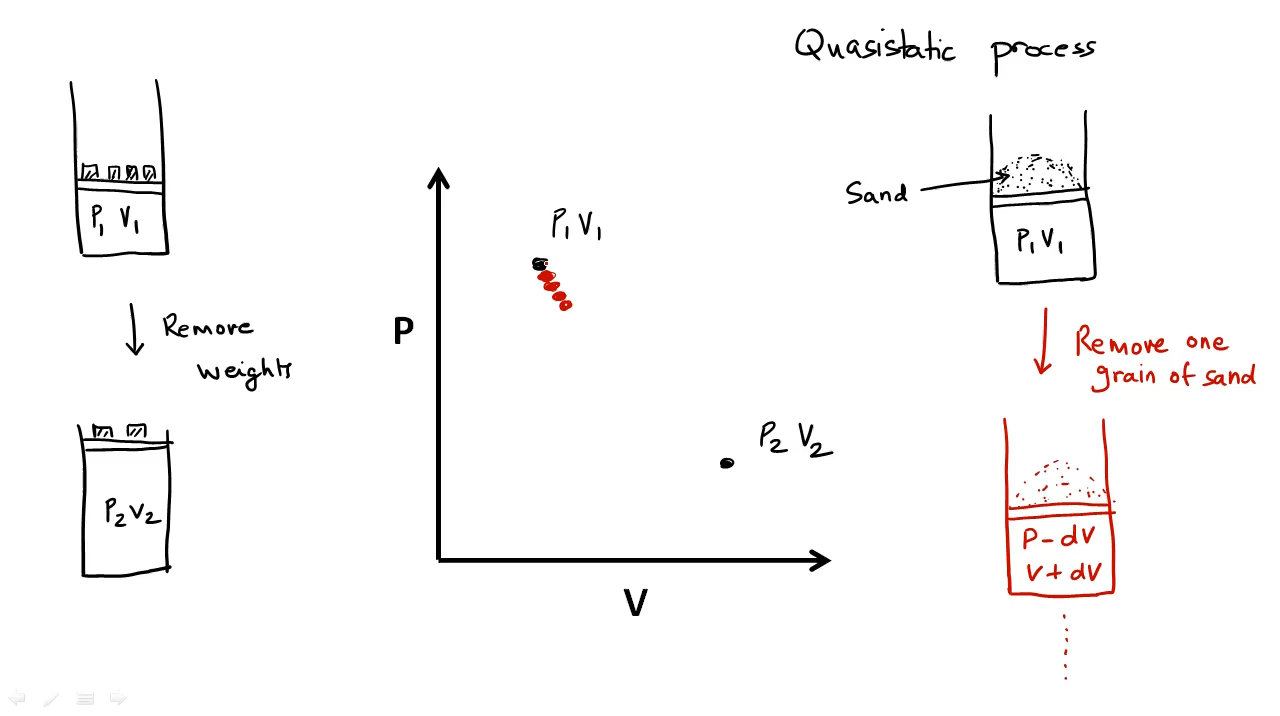 Quasistatic process
P₁ V₁
Remove
weights
P₂ V₂
P
V
P₁ V₁
P₂ V₂
Sand
P₁ V₁
Remove one
grain of sand
P - dV
V + dV